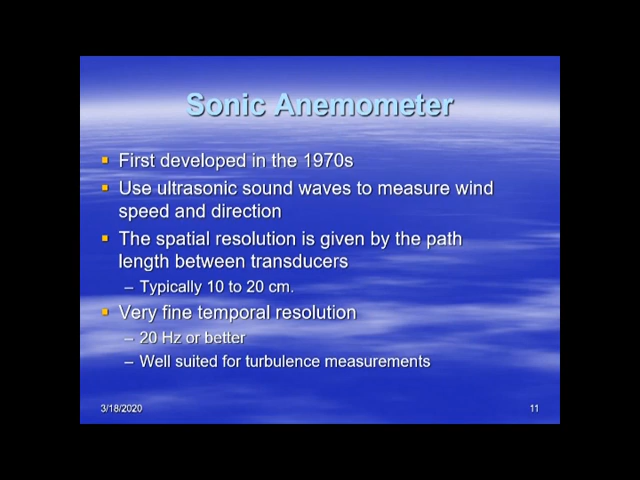 Sonic Anemometer
▪ First developed in the 1970s
▪ Use ultrasonic sound waves to measure wind
speed and direction
▪ The spatial resolution is given by the path
length between transducers
– Typically 10 to 20 cm.
▪ Very fine temporal resolution
– 20 Hz or better
– Well suited for turbulence measurements
3/18/2020
11